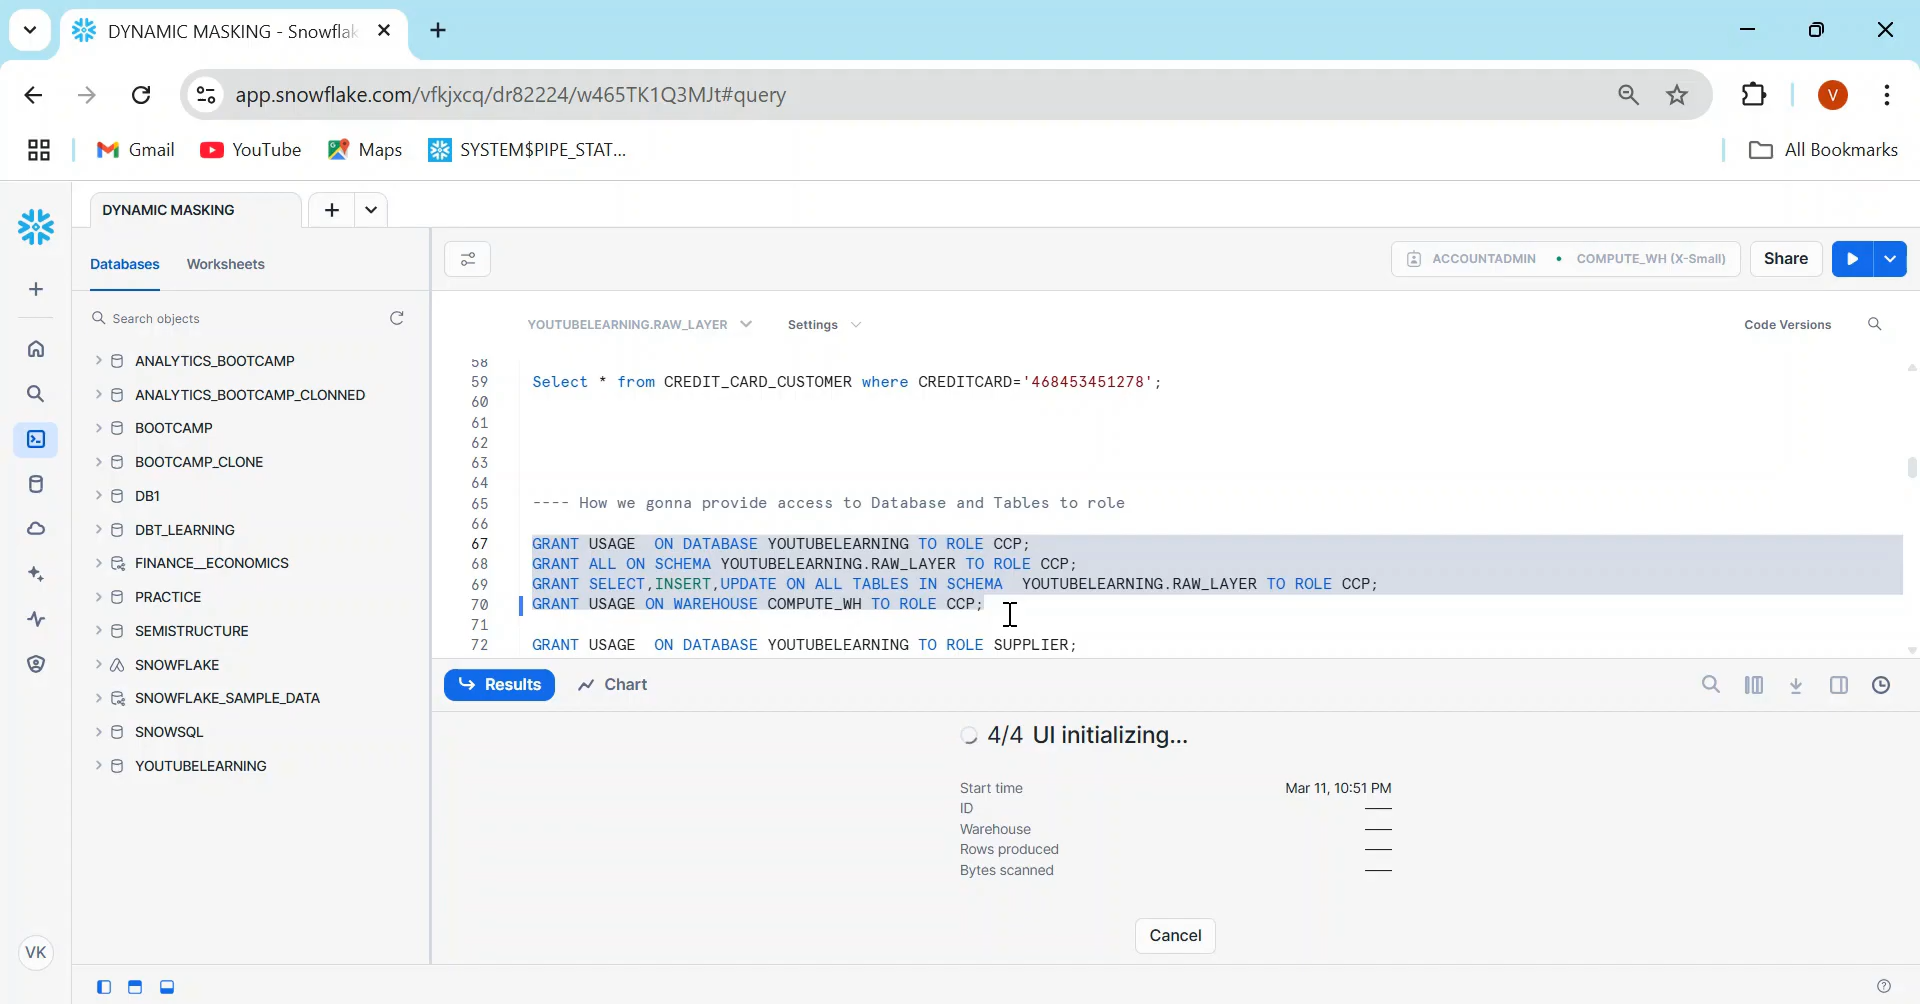 DYNAMIC MASKING - Snowflak
app.snowflake.com/vfkjxcq/dr82224/w465TK1Q3MJt#query
V
Gmail
YouTube
Maps
SYSTEM$PIPE_STAT...
All Bookmarks
DYNAMIC MASKING
Databases
Worksheets
ACCOUNTADMIN • COMPUTE_WH (X-Small)
Share
Search objects
YOUTUBELEARNING.RAW_LAYER
Settings
Code Versions
ANALYTICS_BOOTCAMP
ANALYTICS_BOOTCAMP_CLONNED
BOOTCAMP
BOOTCAMP_CLONE
DB1
DBT_LEARNING
FINANCE__ECONOMICS
PRACTICE
SEMISTRUCTURE
SNOWFLAKE
SNOWFLAKE_SAMPLE_DATA
SNOWSQL
YOUTUBELEARNING
VK
58
59 Select * from CREDIT_CARD_CUSTOMER where CREDITCARD='468453451278';
60
61
62
63
64
65 ---- How we gonna provide access to Database and Tables to role
66
67 GRANT USAGE  ON DATABASE YOUTUBELEARNING TO ROLE CCP;
68 GRANT ALL ON SCHEMA YOUTUBELEARNING.RAW_LAYER TO ROLE CCP;
69 GRANT SELECT,INSERT,UPDATE ON ALL TABLES IN SCHEMA  YOUTUBELEARNING.RAW_LAYER TO ROLE CCP;
70 GRANT USAGE ON WAREHOUSE COMPUTE_WH TO ROLE CCP;
71
72 GRANT USAGE  ON DATABASE YOUTUBELEARNING TO ROLE SUPPLIER;
Results
Chart
4/4 UI initializing...
Start time Mar 11, 10:51 PM
ID
Warehouse
Rows produced
Bytes scanned
Cancel